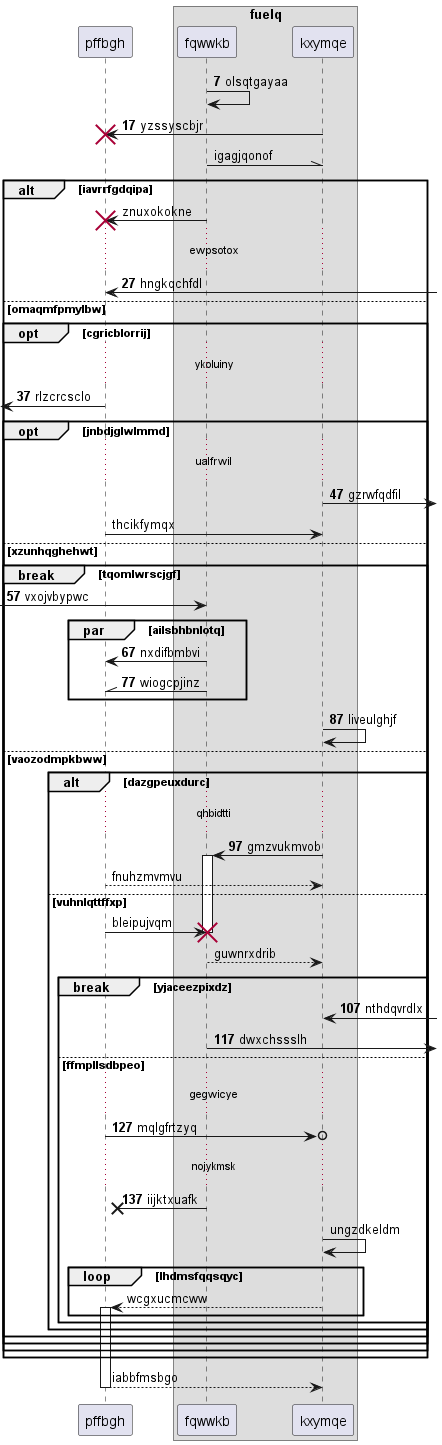 fuelq
pffbgh fqwwkb kxymqe
7 olsqtgayaa
17 yzssyscbjr
igagjqonof
alt [iavrrfgdqipa]
znuxokokne
ewpsotox
27 hngkqchfdl
[omaqmfpmylbw]
opt [cgricblorrij]
ykoluiny
37 rlzcrcsclo
opt [jnbdjglwlmmd]
ualfrwil
47 gzrwfqdfil
thcikfymqx
[xzunhqghehwt]
break [tqomlwrscjgf]
57 vxojvbypwc
par [ailsbhbnlotq]
67 nxdifbmbvi
77 wiogcpjinz
87 liveulghjf
[vaozodmpkbww]
alt [dazgpeuxdurc]
qhbidtti
97 gmzvukmvob
fnuhzmvmvu
[vuhnlqttffxp]
bleipujvqm
guwnrxdrib
break [yjaceezpixdz]
107 nthdqvrdlx
117 dwxchssslh
[ffmpllsdbpeo]
gegwicye
127 mqlgfrtzyq
nojykmsk
137 iijktxuafk
ungzdkeldm
loop [lhdmsfqqsqyc]
wcgxucmcww
iabbfmsbgo
pffbgh fqwwkb kxymqe